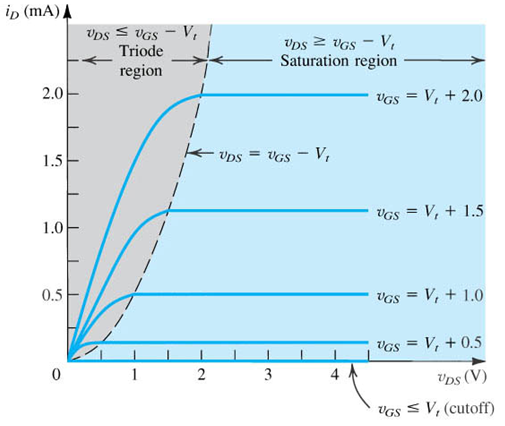 i_D (mA)
v_DS ≤ v_GS − V_t
Triode
region
v_DS ≥ v_GS − V_t
Saturation region
2.0
v_GS = V_t + 2.0
1.5
v_DS = v_GS − V_t
v_GS = V_t + 1.5
1.0
0.5
v_GS = V_t + 1.0
v_GS = V_t + 0.5
0
1
2
3
4
v_DS (V)
v_GS ≤ V_t (cutoff)